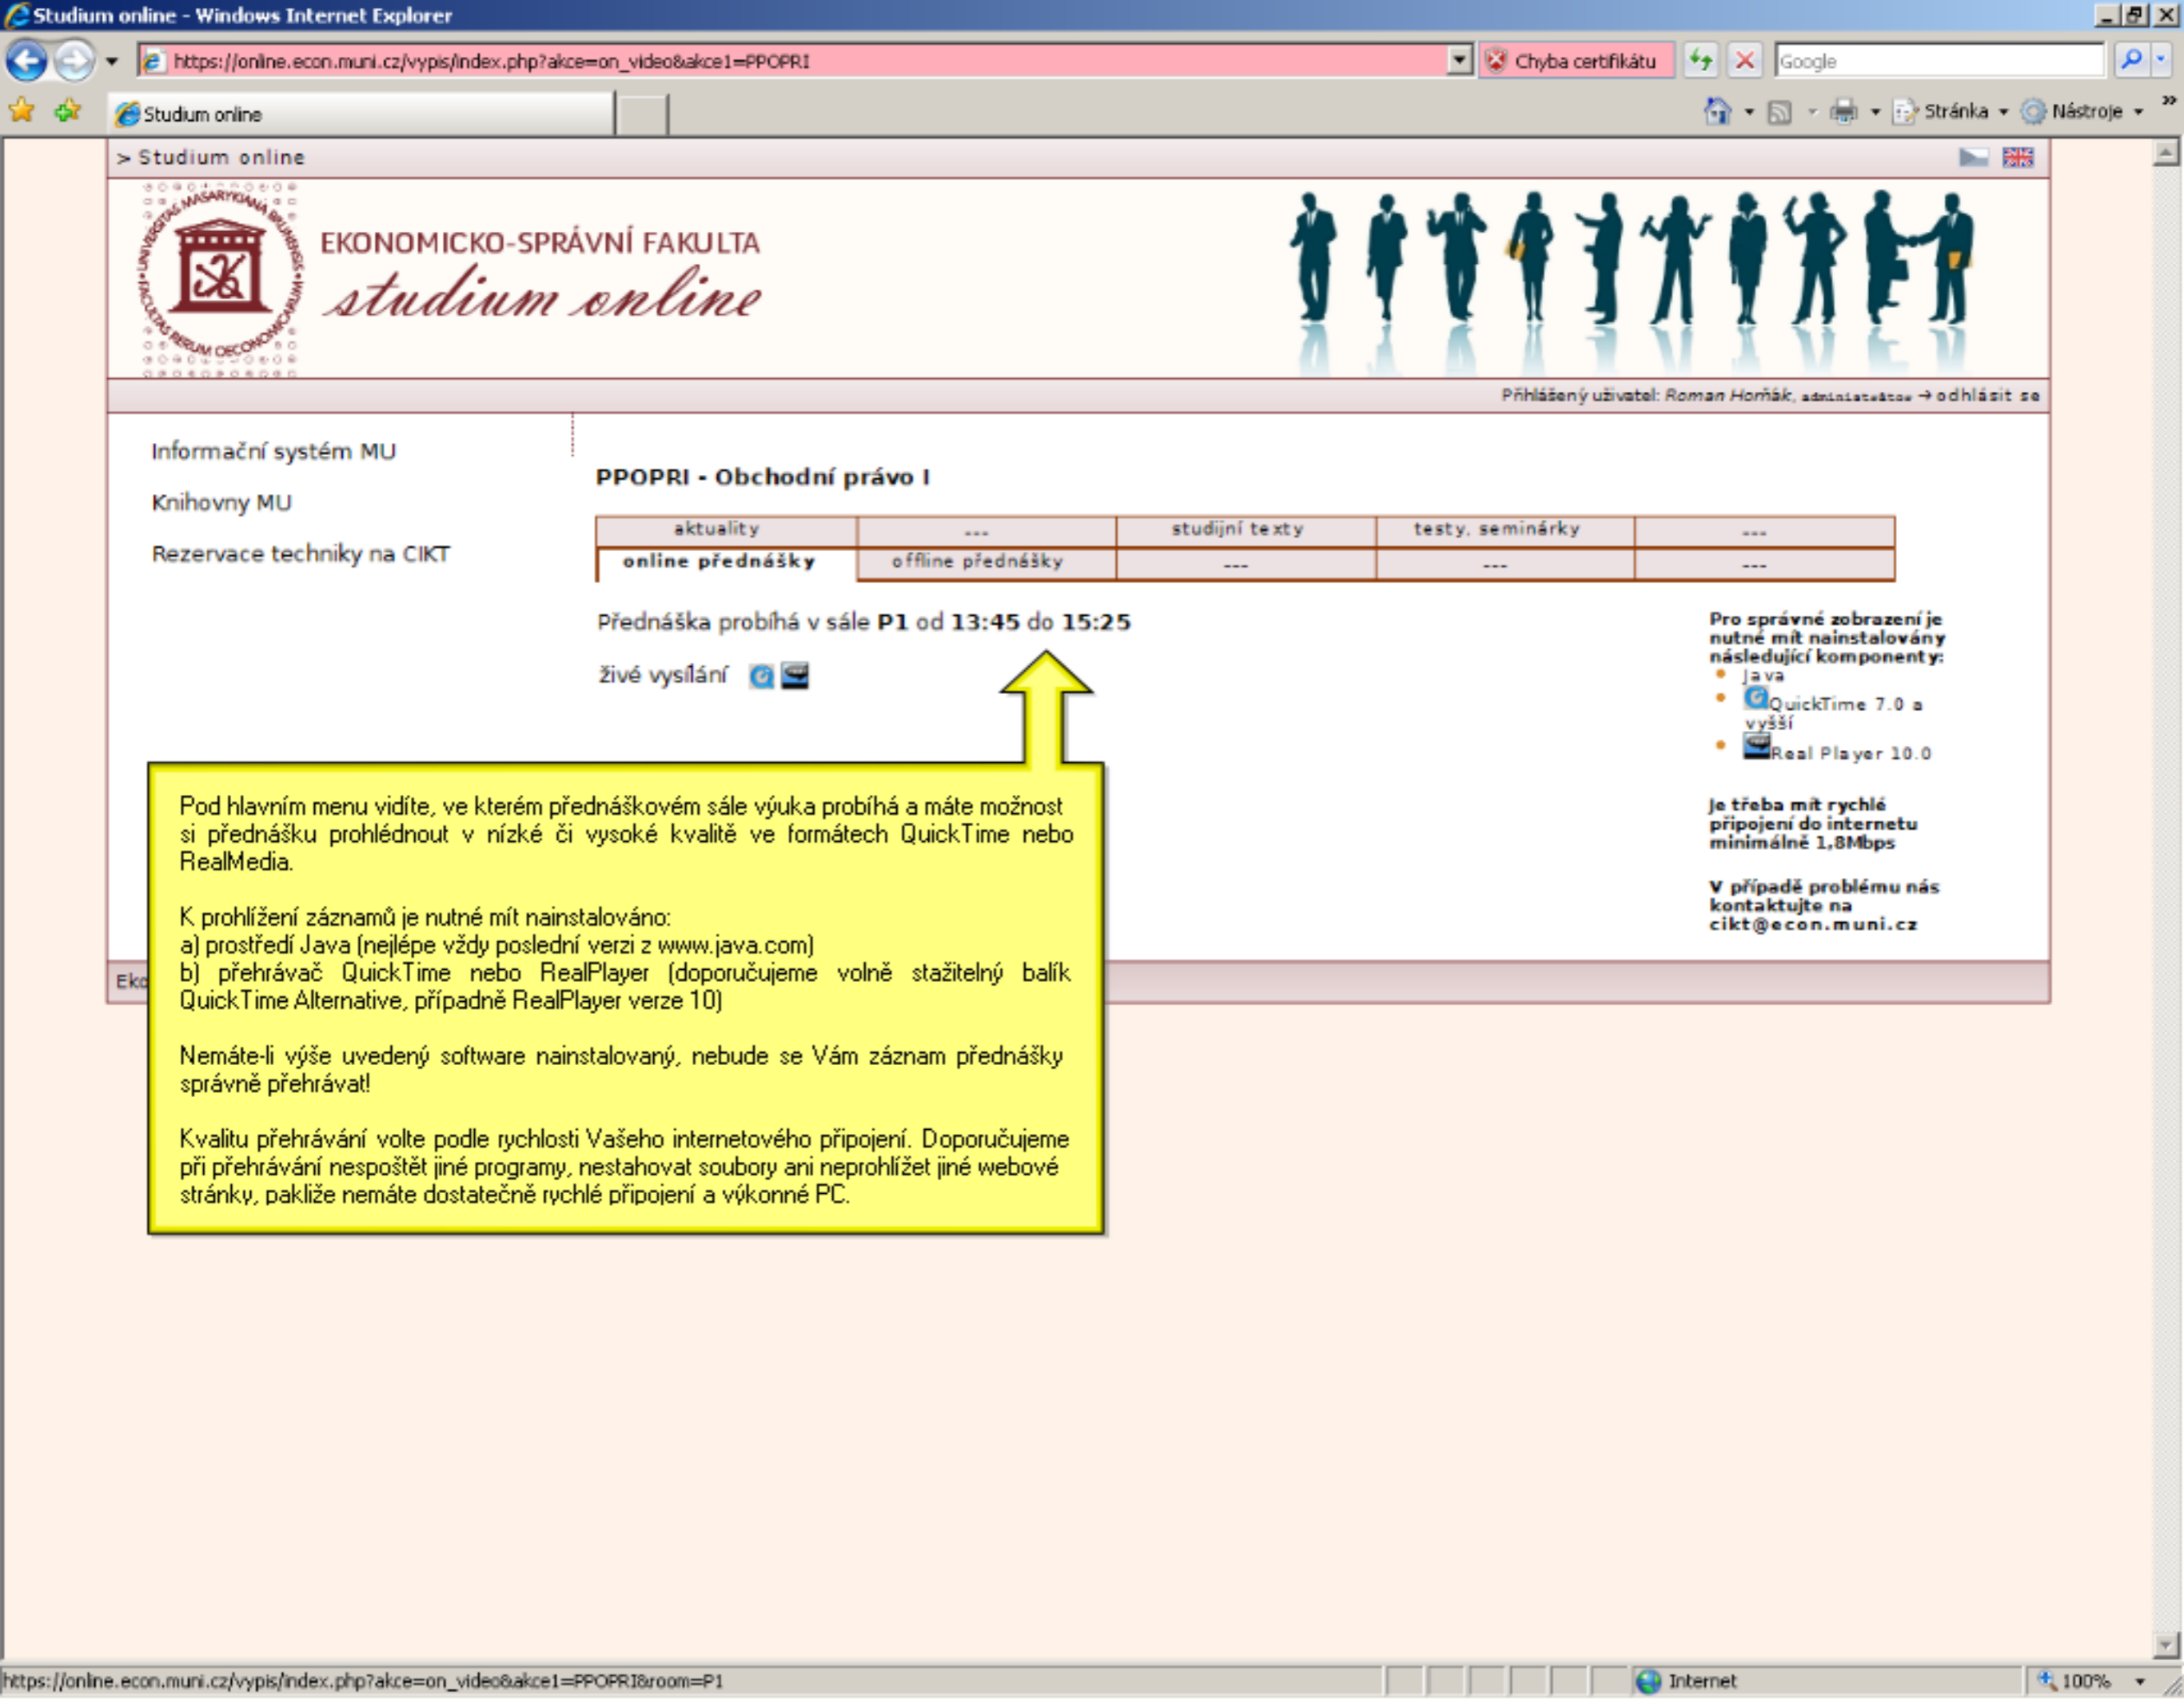 Studium online - Windows Internet Explorer
https://online.econ.muni.cz/vypis/index.php?akce=on_video&akce1=PPOPRI
Chyba certifikátu
Google
Studium online
Stránka
Nástroje
> Studium online
UNIVERSITAS MASARYKIANA BRUNENSIS
FACULTAS RERUM OECONOMICARUM
EKONOMICKO-SPRÁVNÍ FAKULTA
studium online
Přihlášený uživatel: Roman Horňák, administrátor → odhlásit se
Informační systém MU
Knihovny MU
Rezervace techniky na CIKT
PPOPRI - Obchodní právo I
aktuality --- studijní texty testy, seminárky ---
online přednášky offline přednášky --- --- ---
Přednáška probíhá v sále P1 od 13:45 do 15:25
živé vysílání
Pro správné zobrazení je
nutné mít nainstalovány
následující komponenty:
Java
QuickTime 7.0 a
vyšší
Real Player 10.0
Je třeba mít rychlé
připojení do internetu
minimálně 1,8Mbps
V případě problému nás
kontaktujte na
cikt@econ.muni.cz
Pod hlavním menu vidíte, ve kterém přednáškovém sále výuka probíhá a máte možnost
si přednášku prohlédnout v nízké či vysoké kvalitě ve formátech QuickTime nebo
RealMedia.
K prohlížení záznamů je nutné mít nainstalováno:
a) prostředí Java (nejlépe vždy poslední verzi z www.java.com)
b) přehrávač QuickTime nebo RealPlayer (doporučujeme volně stažitelný balík
QuickTime Alternative, případně RealPlayer verze 10)
Nemáte-li výše uvedený software nainstalovaný, nebude se Vám záznam přednášky
správně přehrávat!
Kvalitu přehrávání volte podle rychlosti Vašeho internetového připojení. Doporučujeme
při přehrávání nespoštět jiné programy, nestahovat soubory ani neprohlížet jiné webové
stránky, pakliže nemáte dostatečně rychlé připojení a výkonné PC.
Eko
https://online.econ.muni.cz/vypis/index.php?akce=on_video&akce1=PPOPRI&room=P1
Internet
100%